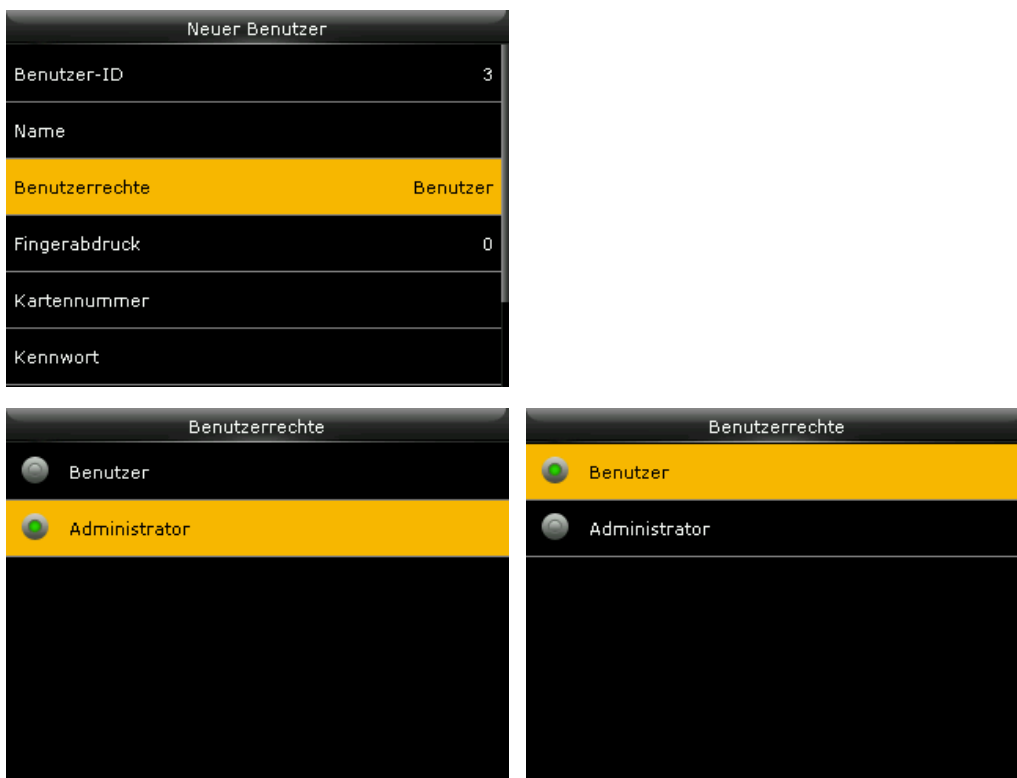 Neuer Benutzer
Benutzer-ID 3
Name
Benutzerrechte Benutzer
Fingerabdruck 0
Kartennummer
Kennwort
Benutzerrechte
Benutzer
Administrator
Benutzerrechte
Benutzer
Administrator